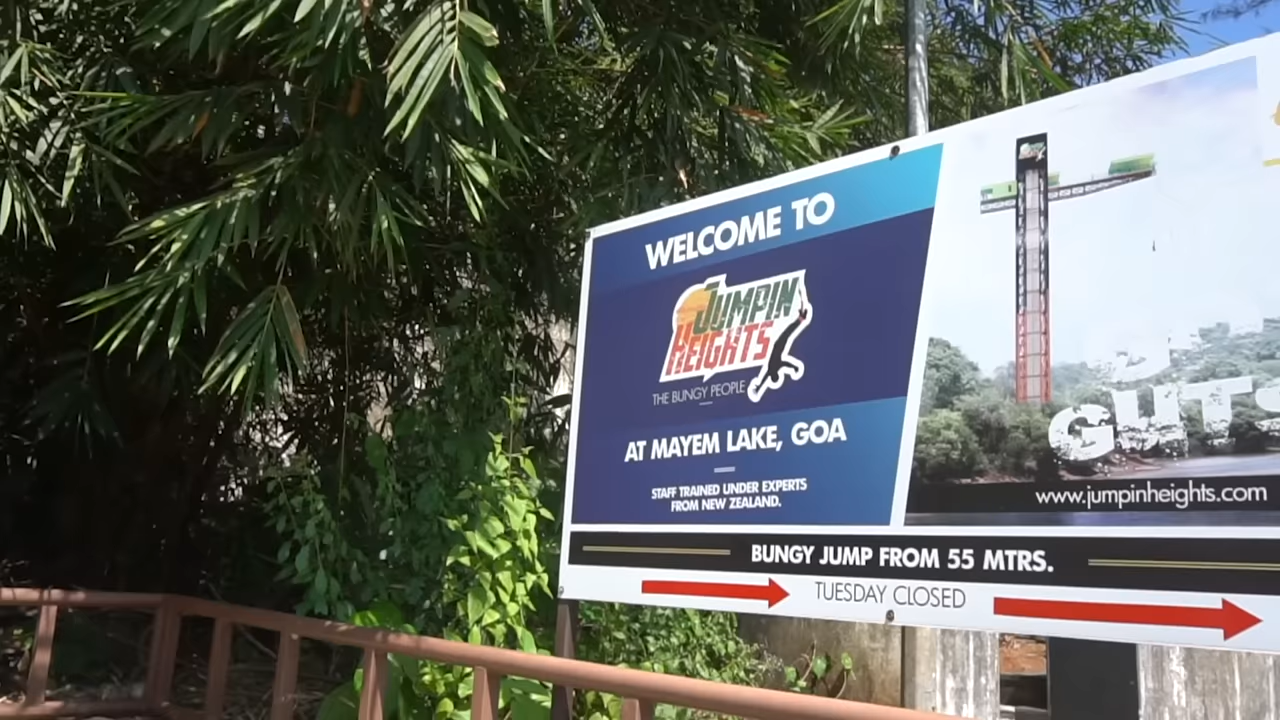 WELCOME TO
JUMPIN
HEIGHTS
THE BUNGY PEOPLE
AT MAYEM LAKE, GOA
STAFF TRAINED UNDER EXPERTS
FROM NEW ZEALAND.
GUTS
www.jumpinheights.com
BUNGY JUMP FROM 55 MTRS.
TUESDAY CLOSED